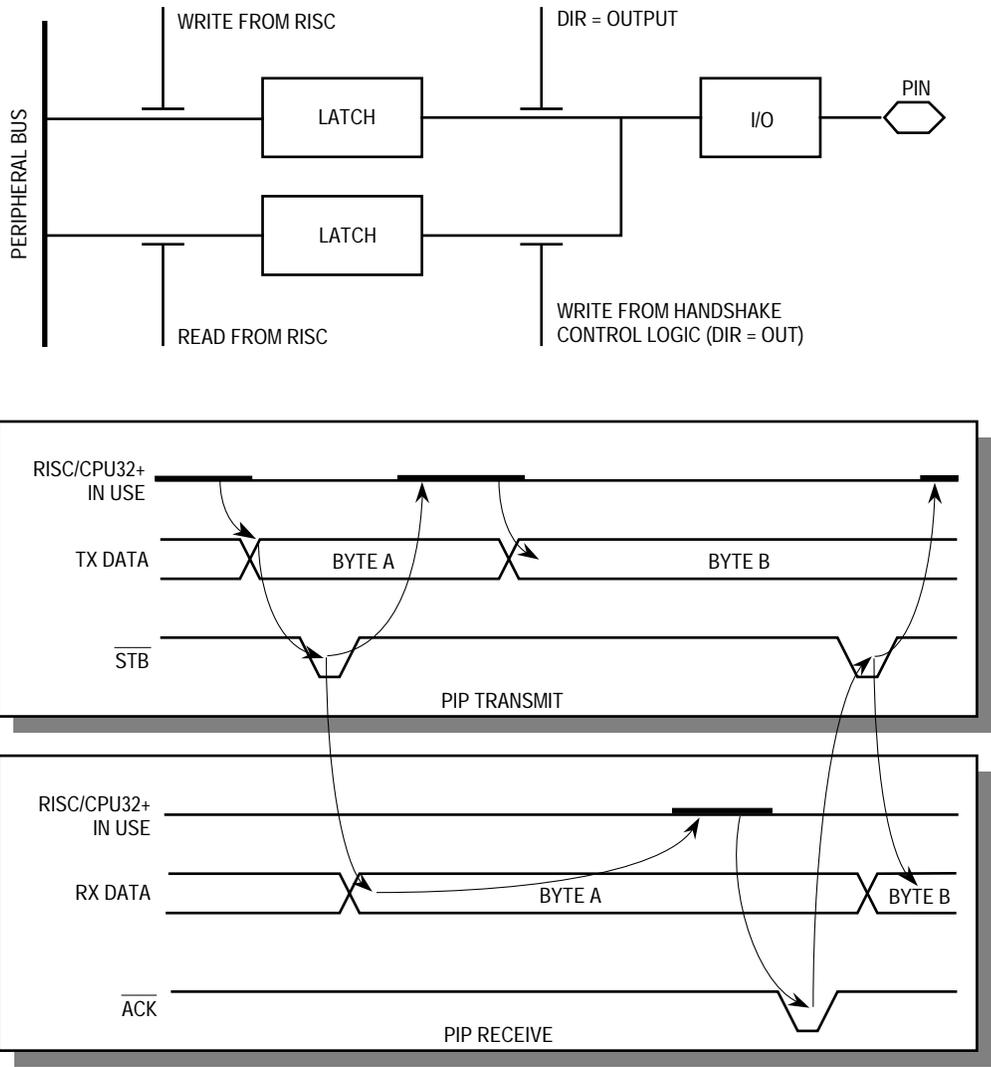 WRITE FROM RISC
DIR = OUTPUT
PERIPHERAL BUS
LATCH
I/O
PIN
LATCH
READ FROM RISC
WRITE FROM HANDSHAKE
CONTROL LOGIC (DIR = OUT)
RISC/CPU32+
IN USE
TX DATA
BYTE A
BYTE B
STB
PIP TRANSMIT
RISC/CPU32+
IN USE
RX DATA
BYTE A
BYTE B
ACK
PIP RECEIVE